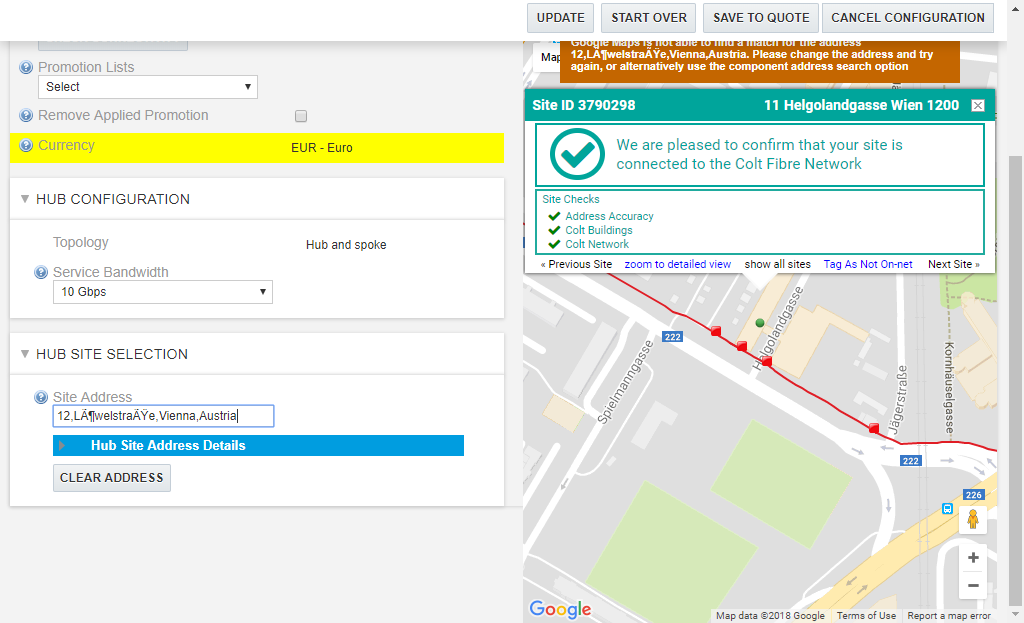 UPDATE
START OVER
SAVE TO QUOTE
CANCEL CONFIGURATION
Promotion Lists
Select
Remove Applied Promotion
Currency
EUR - Euro
HUB CONFIGURATION
Topology
Hub and spoke
Service Bandwidth
10 Gbps
HUB SITE SELECTION
Site Address
12,LÃ¶welstraÃŸe,Vienna,Austria
Hub Site Address Details
CLEAR ADDRESS
Map
Google Maps is not able to find a match for the address
12,LÃ¶welstraÃŸe,Vienna,Austria. Please change the address and try
again, or alternatively use the component address search option
Site ID 3790298
11 Helgolandgasse Wien 1200
We are pleased to confirm that your site is
connected to the Colt Fibre Network
Site Checks
Address Accuracy
Colt Buildings
Colt Network
« Previous Site
zoom to detailed view
show all sites
Tag As Not On-net
Next Site »
222
Helgolandgasse
Spielmanngasse
Jägerstraße
Kornhäuselgasse
222
226
Google
Map data ©2018 Google
Terms of Use
Report a map error